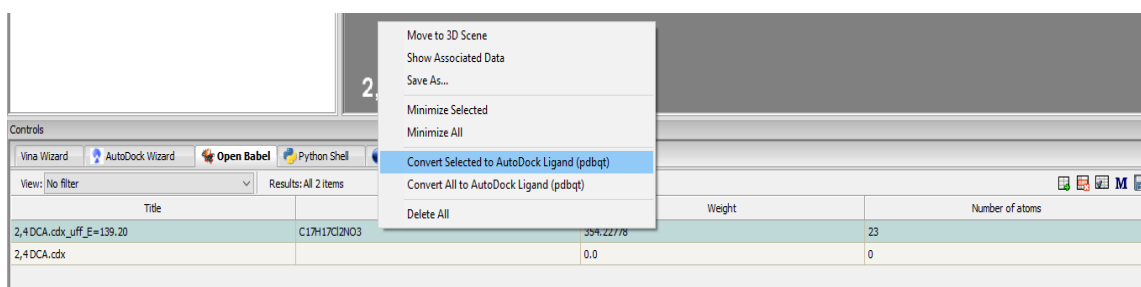 Move to 3D Scene
Show Associated Data
2,
Save As...
Minimize Selected
Controls
Minimize All
Vina Wizard AutoDock Wizard Open Babel Python Shell Convert Selected to AutoDock Ligand (pdbqt)
View: No filter Results: All 2 items Convert All to AutoDock Ligand (pdbqt) M
Delete All
Title Weight Number of atoms
2,4 DCA.cdx_uff_E=139.20 C17H17Cl2NO3 354.22778 23
2,4 DCA.cdx 0.0 0